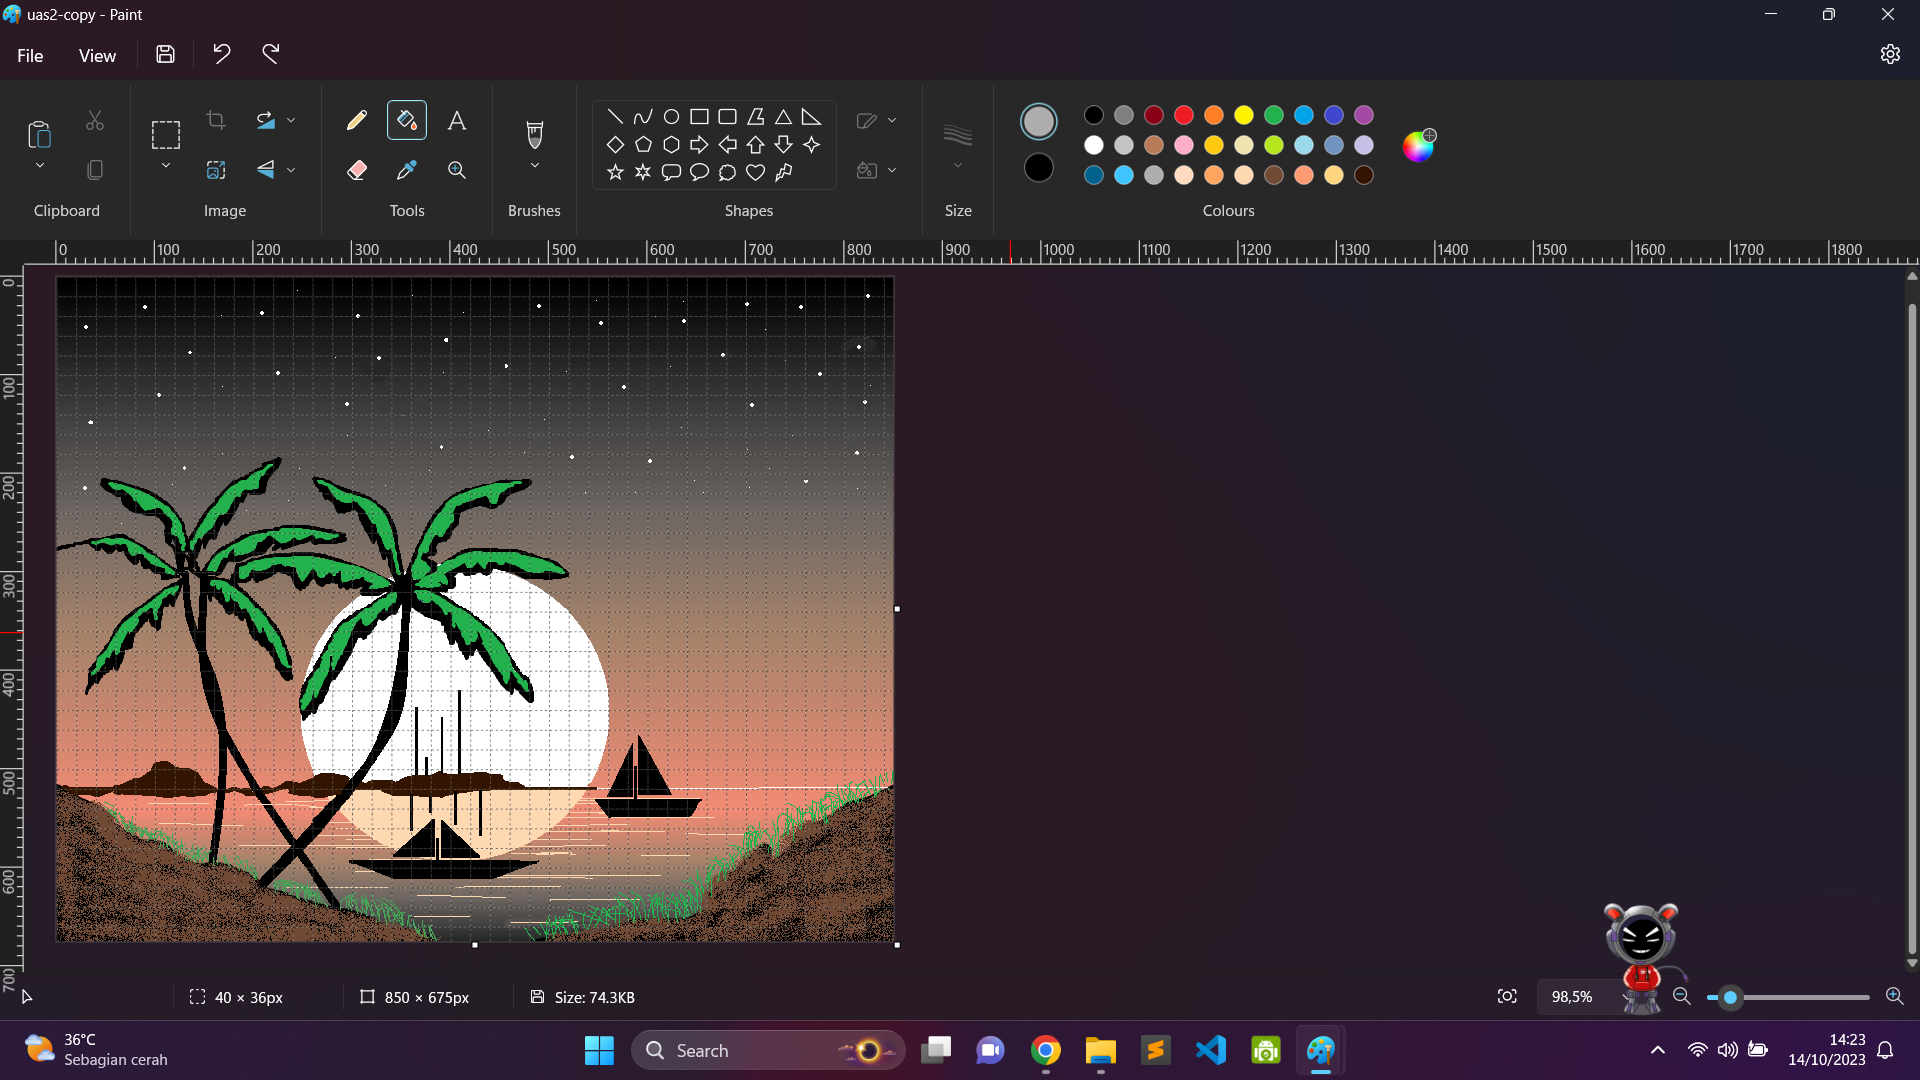 uas2-copy - Paint
File View
Clipboard Image Tools Brushes Shapes Size Colours
0 100 200 300 400 500 600 700 800 900 1000 1100 1200 1300 1400 1500 1600 1700 1800
0
100
200
300
400
500
600
700
40 × 36px 850 × 675px Size: 74.3KB 98,5%
36°C
Sebagian cerah
Search
14:23
14/10/2023